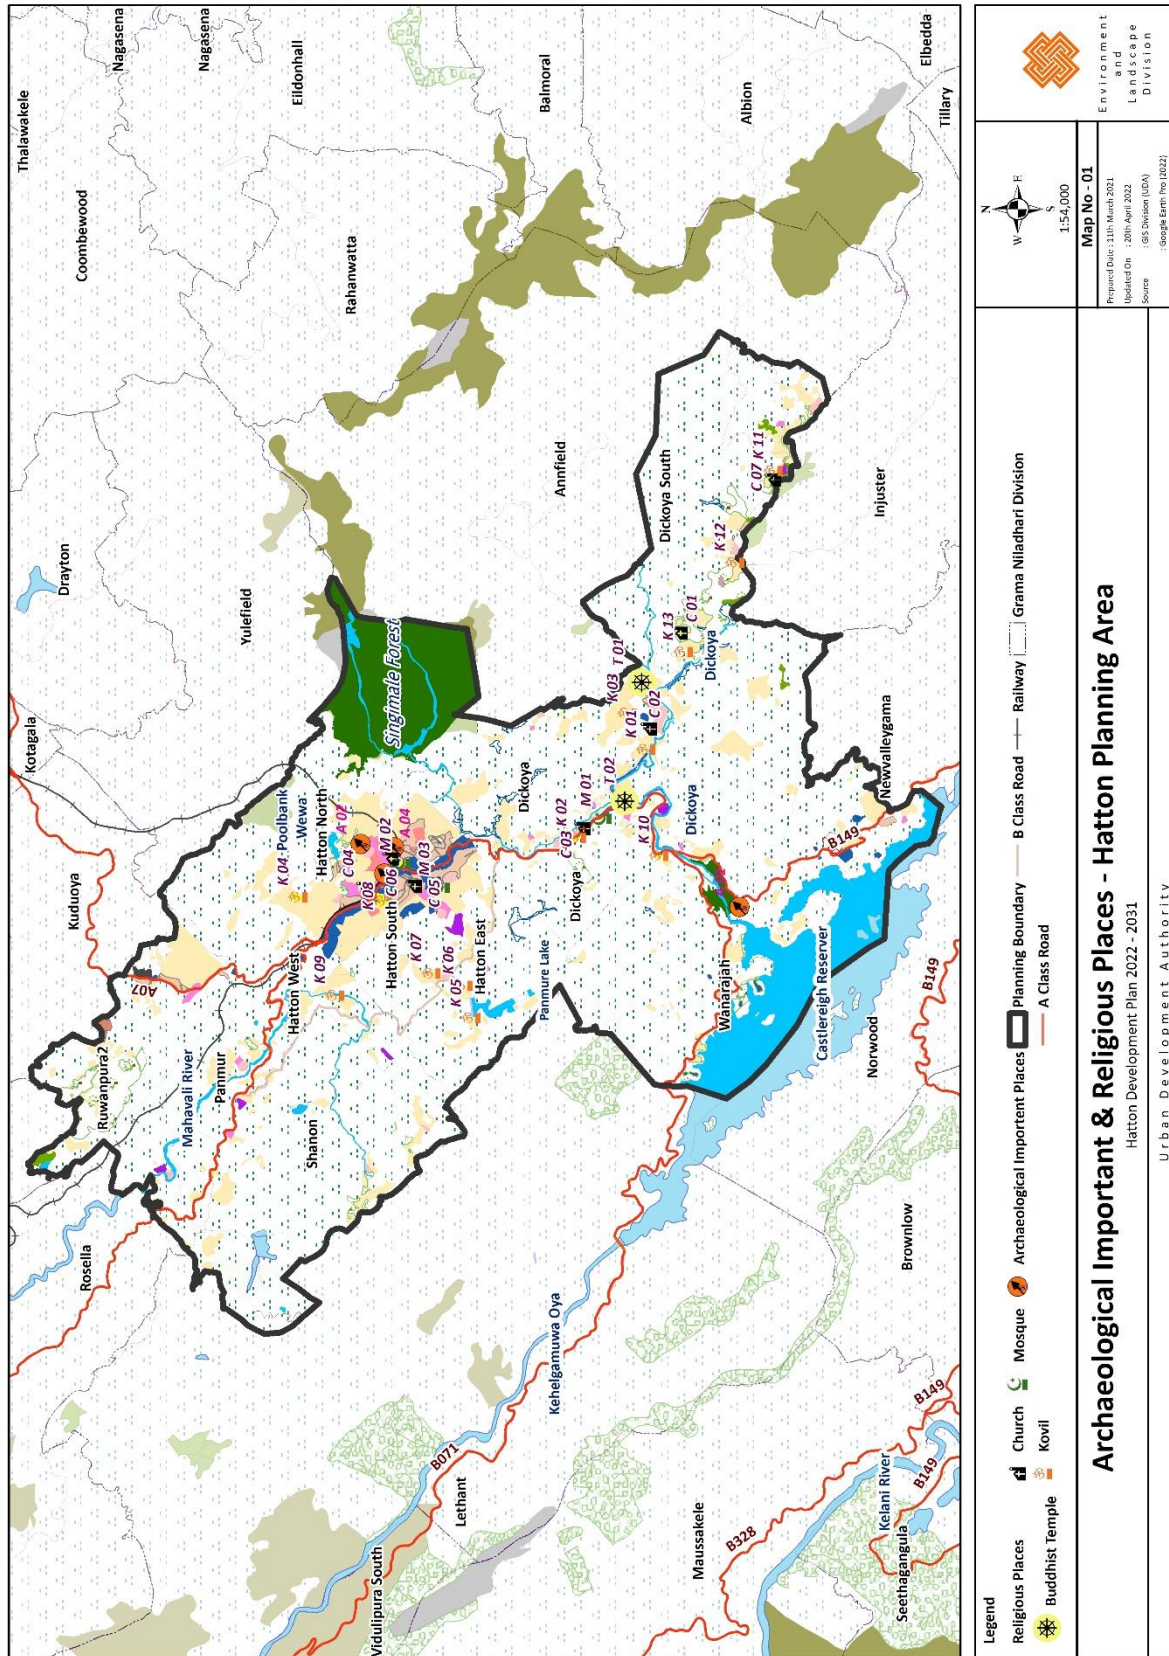 Thalawakele
Nagasena
Nagasena
Coombewood
Eildonhall
Balmoral
Elbedda
Albion
Tillary
Rahanwatta
Drayton
Yulefield
Annfield
Injuster
Kotagala
Kuduoya
Singimale Forest
Dickoya South
C 07 K 11
K 12
K 13
C 01
Dickoya
K 03 T 01
K 01
C 02
T 02
M 01
Dickoya
C 03 K 02
K 10
Dickoya
Dickoya
Newvalleygama
B149
K 04
Poolbank
Wewa
Hatton North
A 02
C 04
M 02
A 04
K 08
C 06
M 03
C 05
Hatton South
K 09
K 07
K 06
K 05
Hatton East
Hatton West
Panmure Lake
Wanarajah
Castlereigh Reserver
Norwood
B149
A07
Ruwanpura2
Mahavali River
Panmur
Shanon
Rosella
Brownlow
Kehelgamuwa Oya
B071
Lethant
Vidulipura South
Maussakele
B328
Kelani River
B149
B149
Seethagangula
Legend
Religious Places
Church
Mosque
Archaeological Importent Places
Planning Boundary
B Class Road
Railway
Grama Niladhari Division
Buddhist Temple
Kovil
A Class Road
Archaeological Important & Religious Places - Hatton Planning Area
Hatton Development Plan 2022 - 2031
Urban Development Authority
N
W
E
S
1:54,000
Map No - 01
Prepared Date : 11th March 2021
Updated On : 20th April 2022
Source : GIS Division (UDA)
: Google Earth Pro (2022)
Environment
and
Landscape
Division